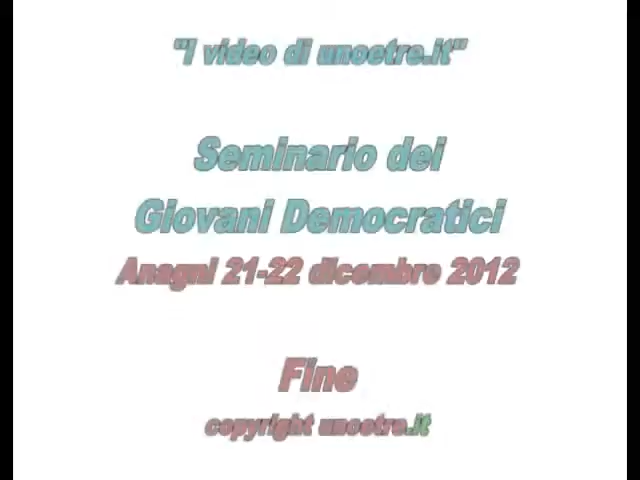 "I video di unoetre.it"
Seminario dei
Giovani Democratici
Anagni 21-22 dicembre 2012
Fine
copyright unoetre.it